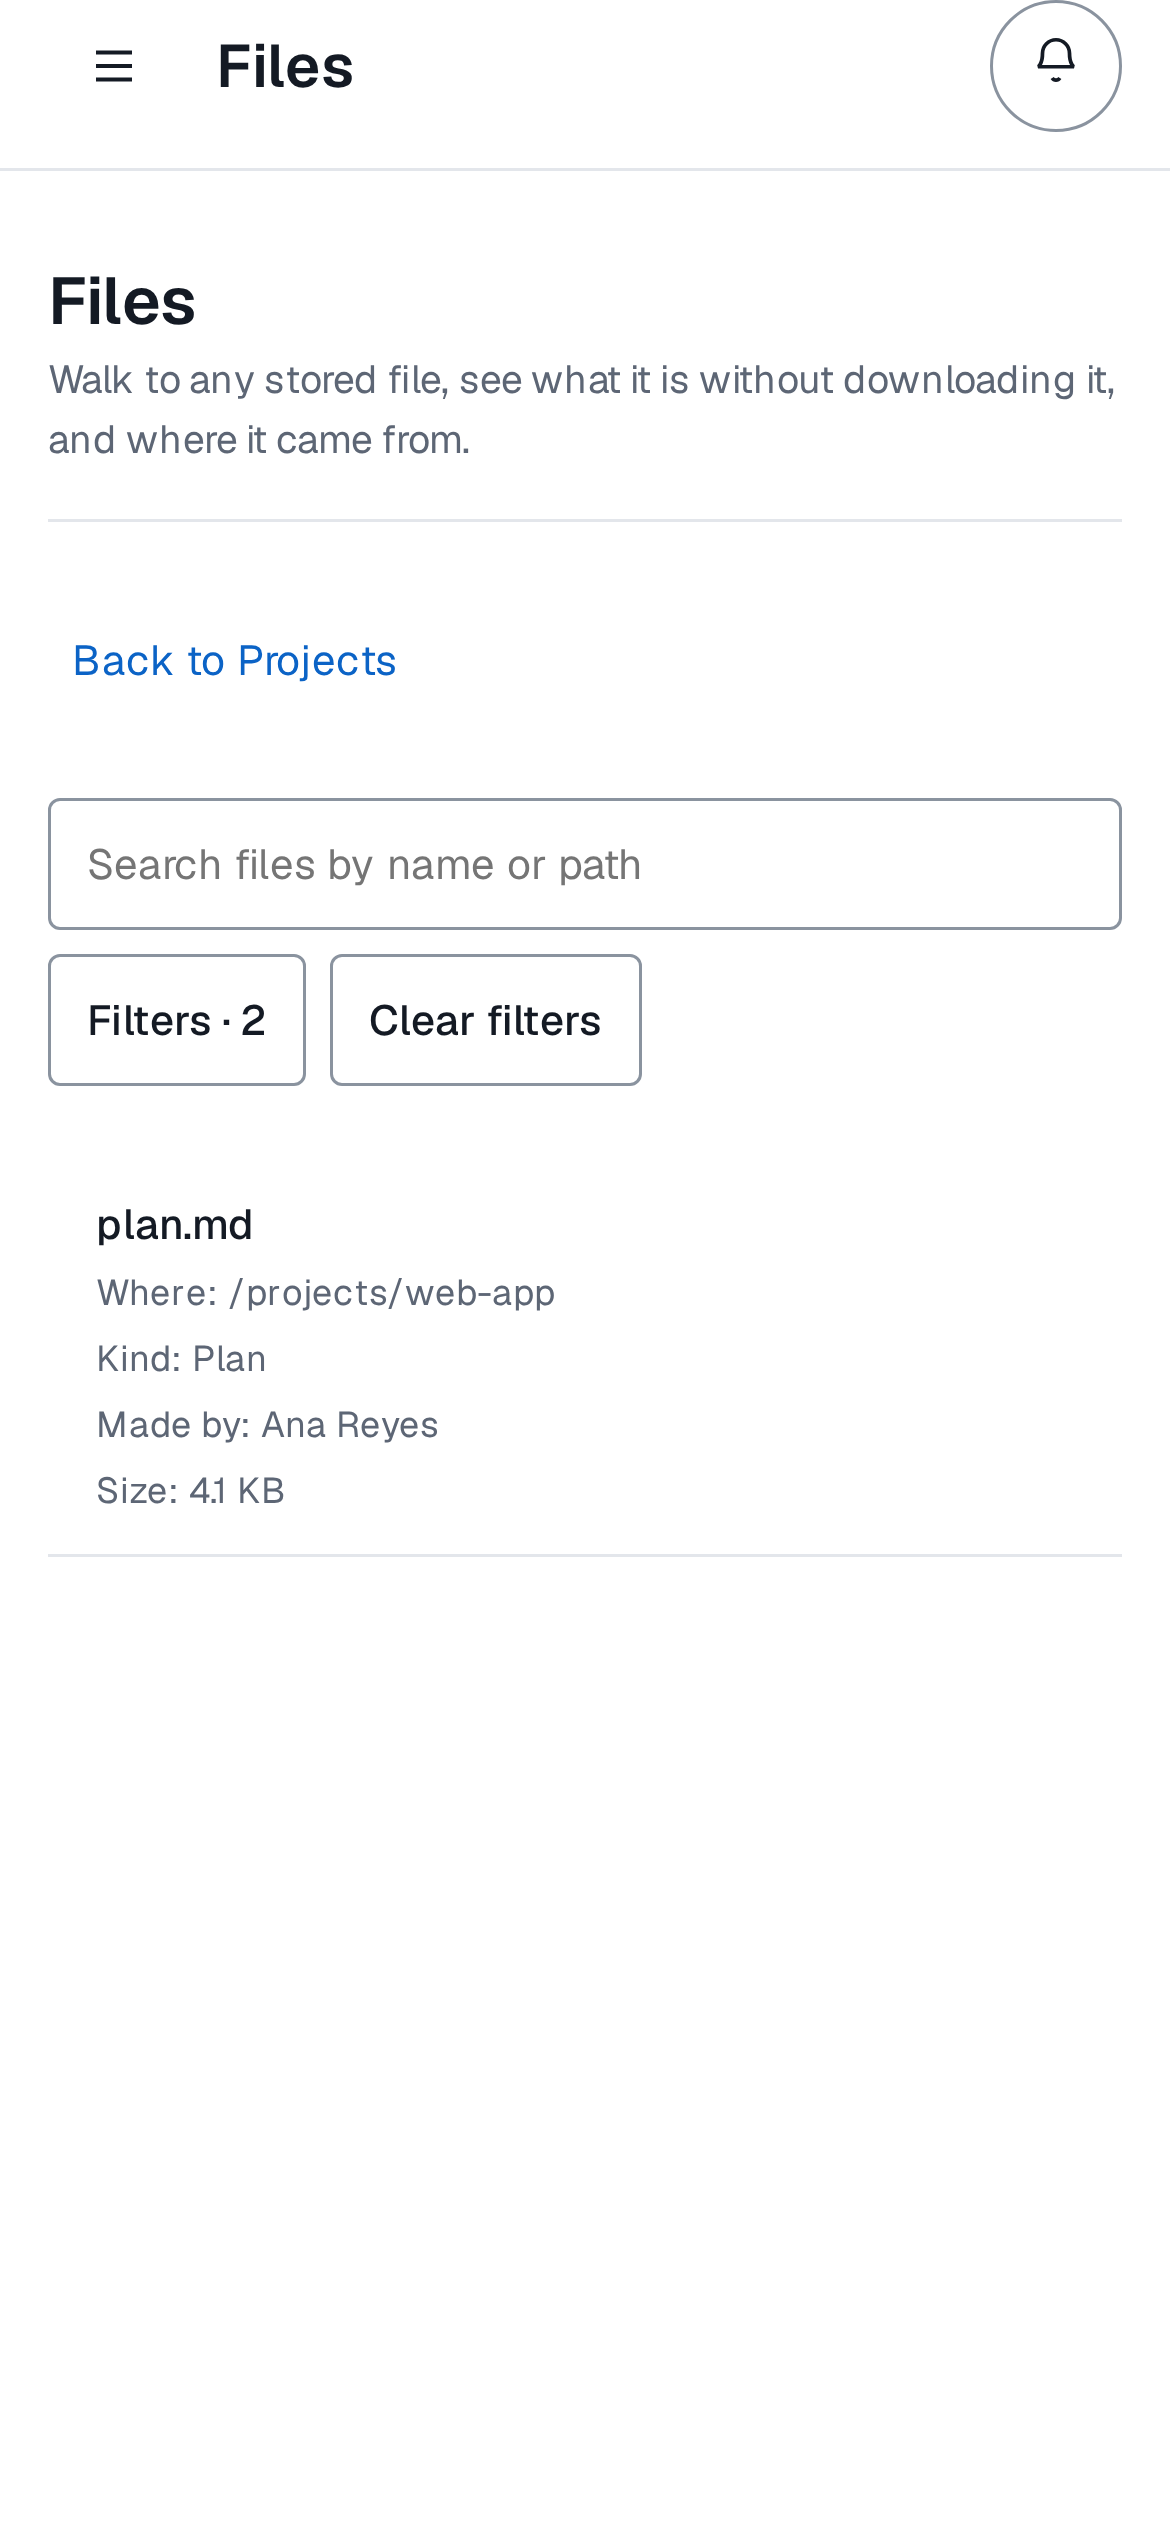 Files
Files
Walk to any stored file, see what it is without downloading it,
and where it came from.
Back to Projects
Search files by name or path
Filters · 2
Clear filters
plan.md
Where: /projects/web-app
Kind: Plan
Made by: Ana Reyes
Size: 4.1 KB